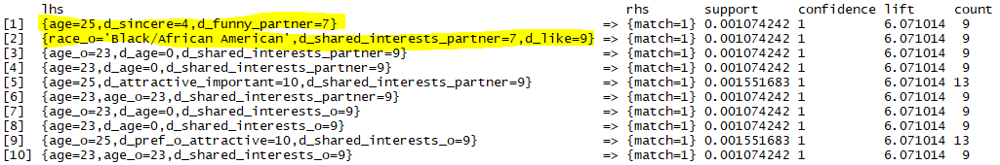 lhs rhs support confidence lift count
[1] {age=25,d_sincere=4,d_funny_partner=7} => {match=1} 0.001074242 1 6.071014 9
[2] {race_o='Black/African American',d_shared_interests_partner=7,d_like=9} => {match=1} 0.001074242 1 6.071014 9
[3] {age_o=23,d_age=0,d_shared_interests_partner=9} => {match=1} 0.001074242 1 6.071014 9
[4] {age=23,d_age=0,d_shared_interests_partner=9} => {match=1} 0.001074242 1 6.071014 9
[5] {age=25,d_attractive_important=10,d_shared_interests_partner=9} => {match=1} 0.001551683 1 6.071014 13
[6] {age=23,age_o=23,d_shared_interests_partner=9} => {match=1} 0.001074242 1 6.071014 9
[7] {age_o=23,d_age=0,d_shared_interests_o=9} => {match=1} 0.001074242 1 6.071014 9
[8] {age=23,d_age=0,d_shared_interests_o=9} => {match=1} 0.001074242 1 6.071014 9
[9] {age_o=25,d_pref_o_attractive=10,d_shared_interests_o=9} => {match=1} 0.001551683 1 6.071014 13
[10] {age=23,age_o=23,d_shared_interests_o=9} => {match=1} 0.001074242 1 6.071014 9